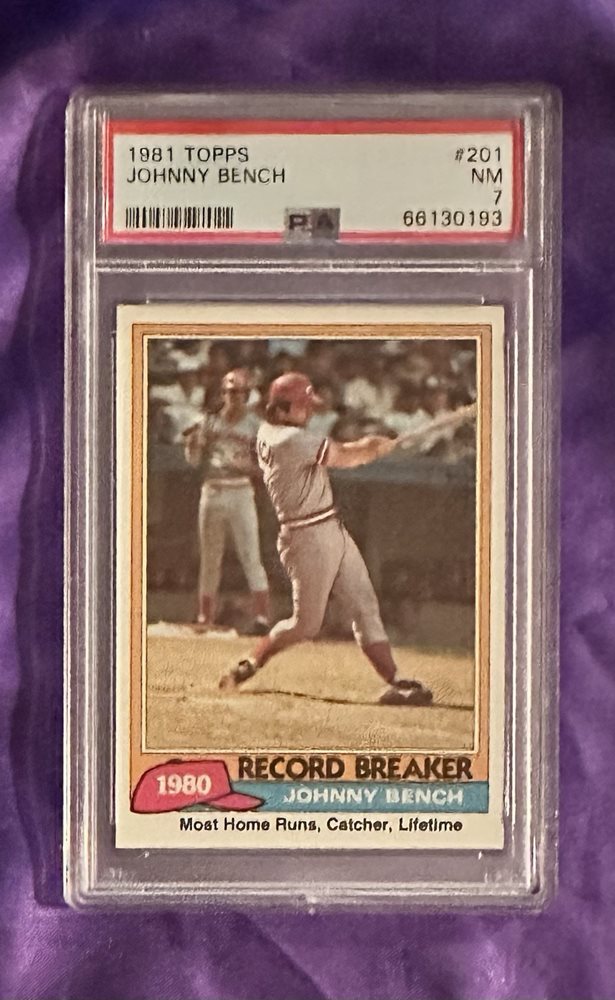 1981 TOPPS #201
JOHNNY BENCH NM
7
PSA 66130193
1980
RECORD BREAKER
JOHNNY BENCH
Most Home Runs, Catcher, Lifetime